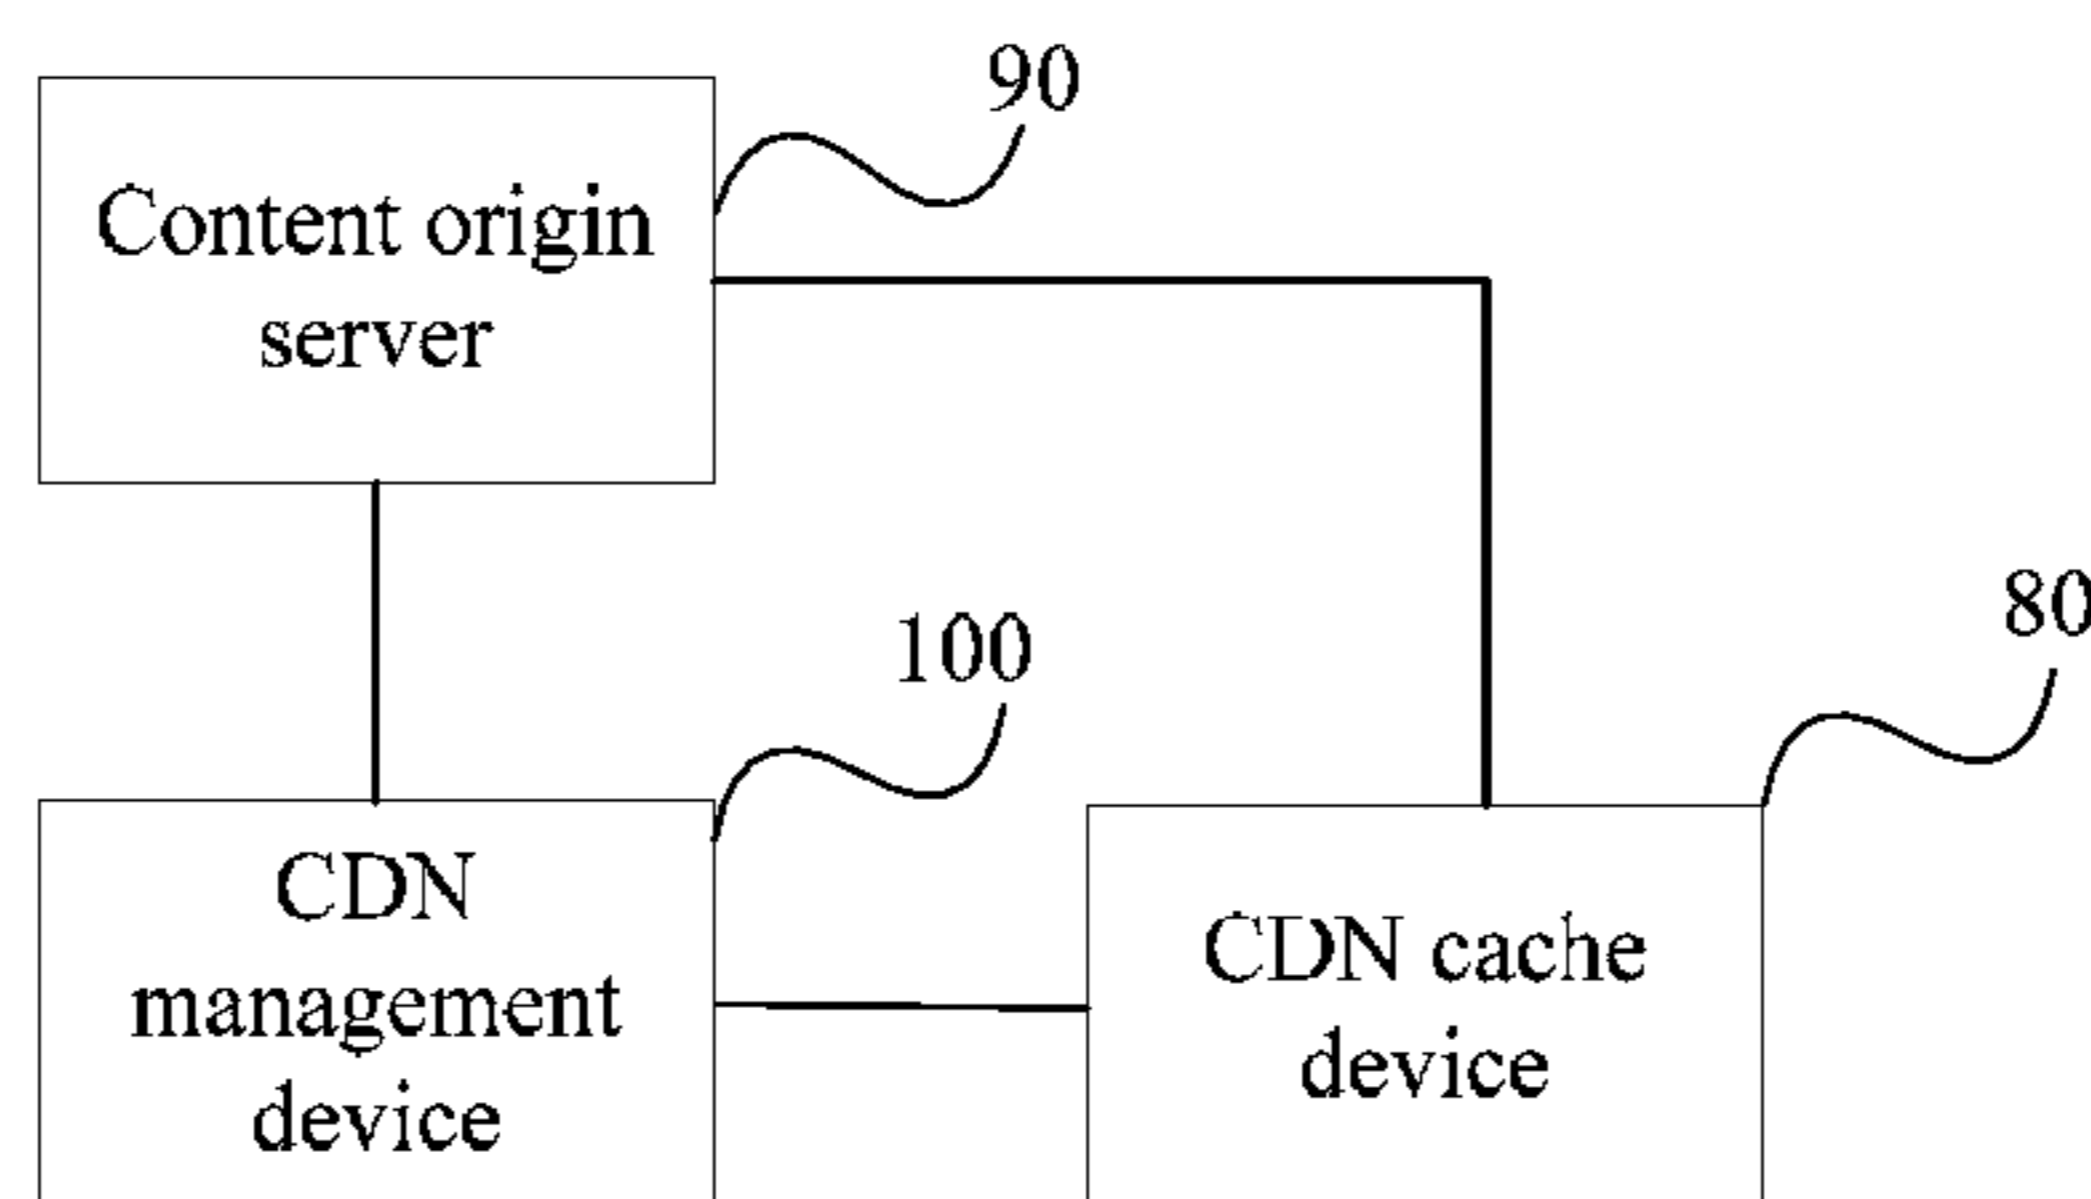 90
Content origin
server
100
80
CDN
management
device
CDN cache
device